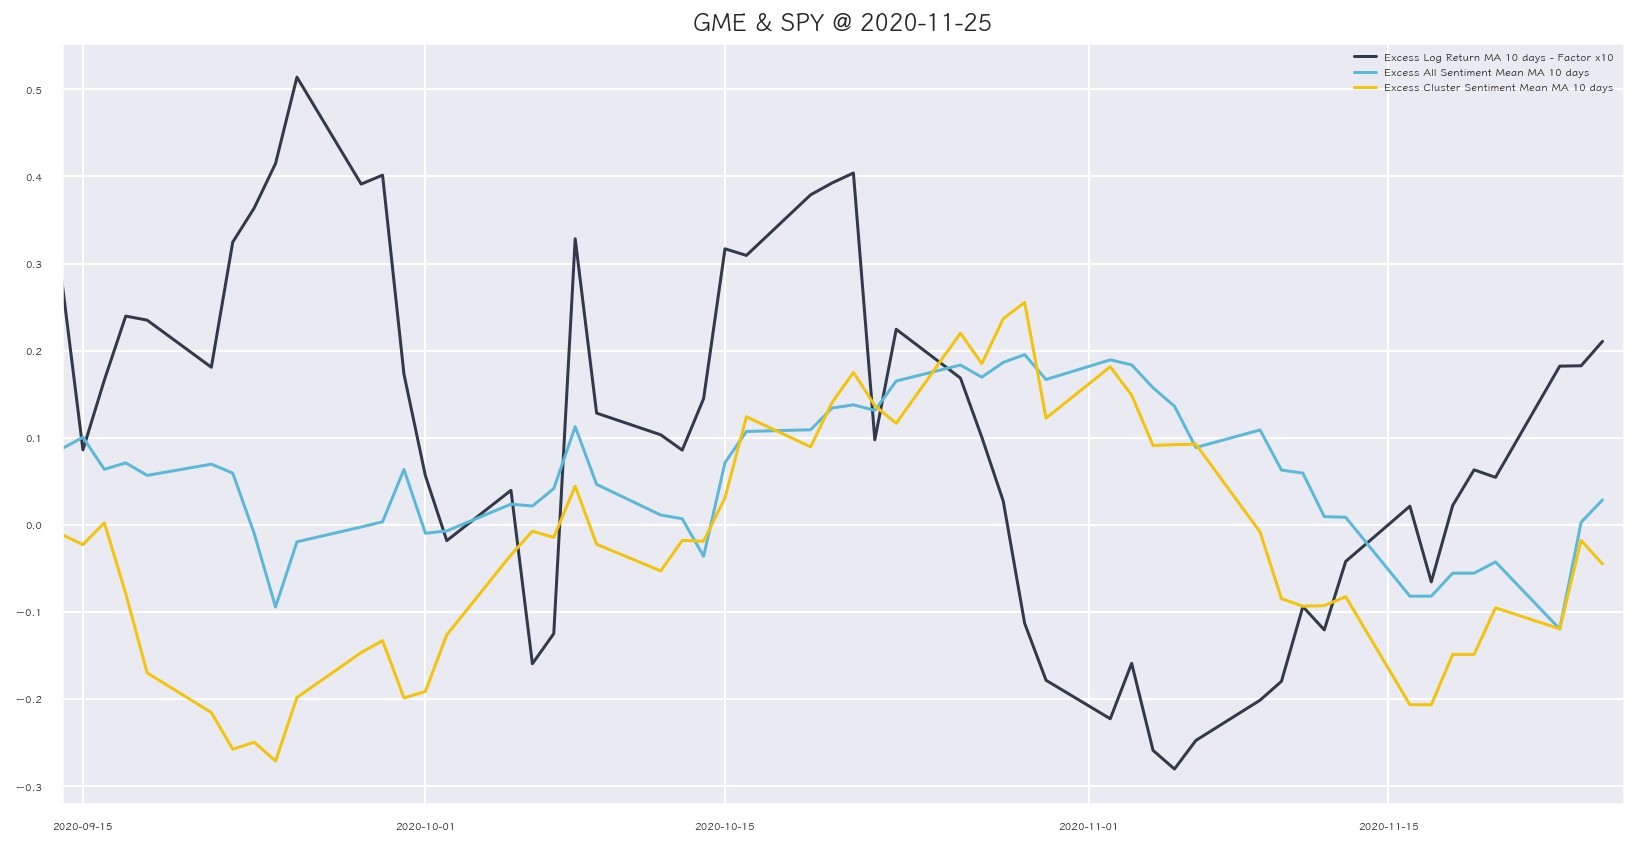 GME & SPY @ 2020-11-25
Excess Log Return MA 10 days - Factor x10
Excess All Sentiment Mean MA 10 days
Excess Cluster Sentiment Mean MA 10 days
0.5
0.4
0.3
0.2
0.1
0.0
−0.1
−0.2
−0.3
2020-09-15 2020-10-01 2020-10-15 2020-11-01 2020-11-15